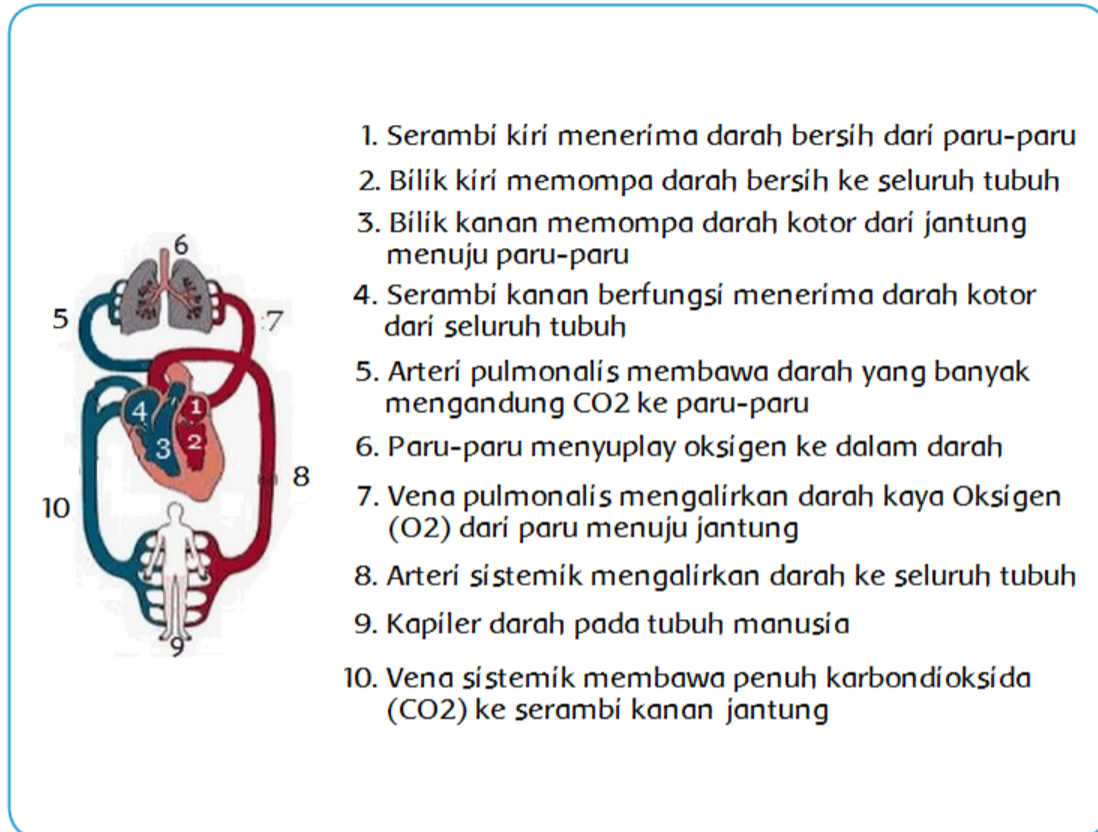 1. Serambi kiri menerima darah bersih dari paru-paru
2. Bilik kiri memompa darah bersih ke seluruh tubuh
3. Bilik kanan memompa darah kotor dari jantung
menuju paru-paru
4. Serambi kanan berfungsi menerima darah kotor
dari seluruh tubuh
5. Arteri pulmonalis membawa darah yang banyak
mengandung CO2 ke paru-paru
6. Paru-paru menyuplay oksigen ke dalam darah
7. Vena pulmonalis mengalirkan darah kaya Oksigen
(O2) dari paru menuju jantung
8. Arteri sistemik mengalirkan darah ke seluruh tubuh
9. Kapiler darah pada tubuh manusia
10. Vena sistemik membawa penuh karbondioksida
(CO2) ke serambi kanan jantung
6
5
:7
4
1
3
2
8
10
9